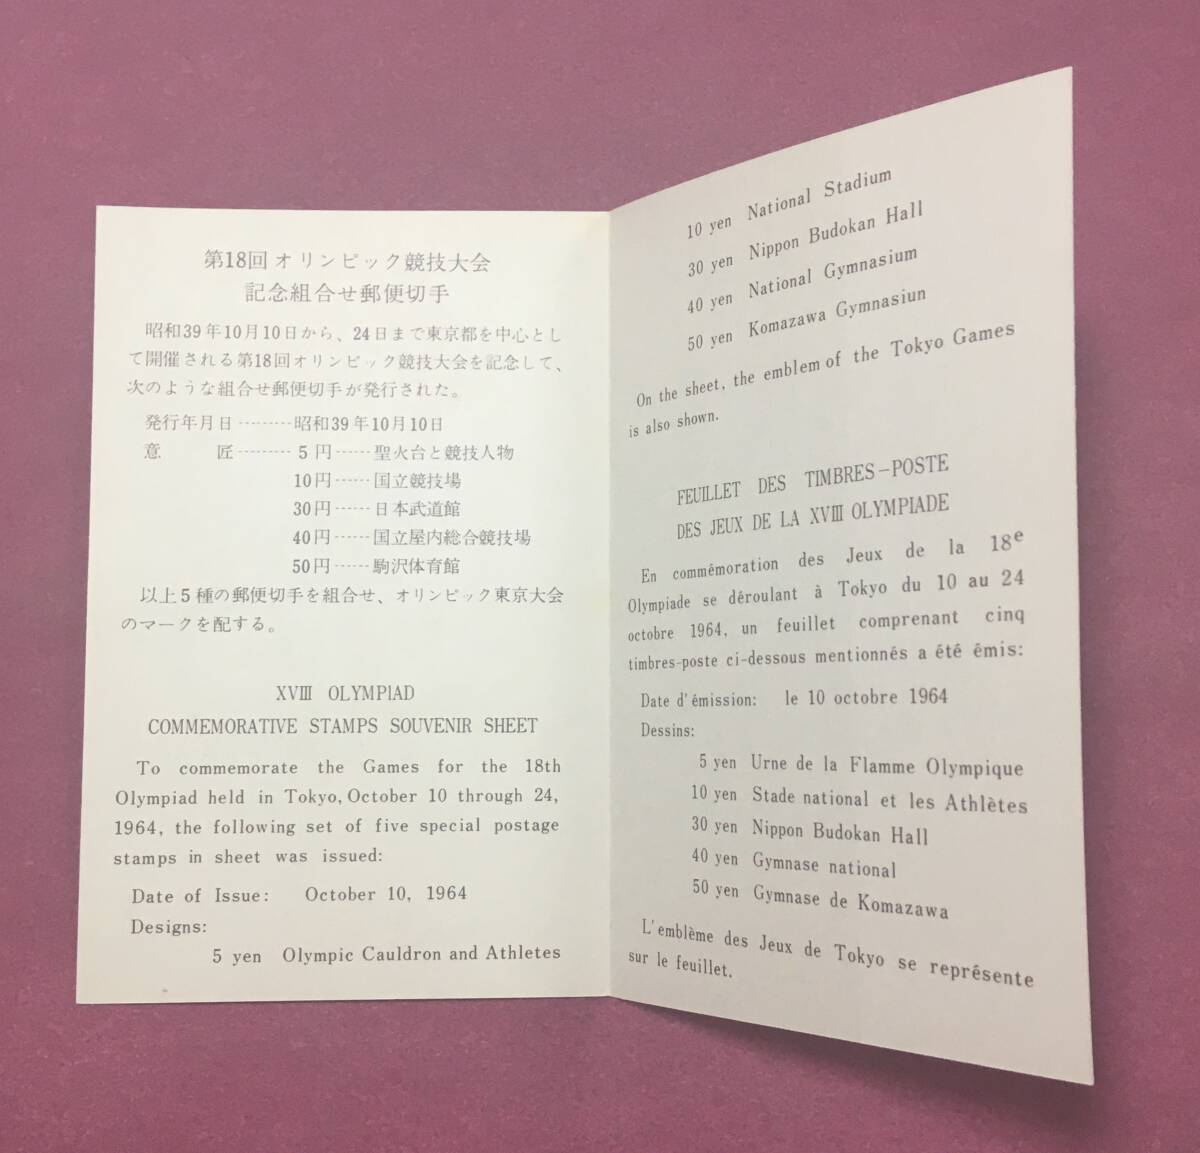 第18回オリンピック競技大会
記念組合せ郵便切手
昭和39年10月10日から、24日まで東京都を中心とし
て開催される第18回オリンピック競技大会を記念して、
次のような組合せ郵便切手が発行された。
発行年月日………昭和39年10月10日
意　　匠………5円……聖火台と競技人物
10円……国立競技場
30円……日本武道館
40円……国立屋内総合競技場
50円……駒沢体育館
以上5種の郵便切手を組合せ、オリンピック東京大会
のマークを配する。
XVIII OLYMPIAD
COMMEMORATIVE STAMPS SOUVENIR SHEET
To commemorate the Games for the 18th
Olympiad held in Tokyo, October 10 through 24,
1964, the following set of five special postage
stamps in sheet was issued:
Date of Issue: October 10, 1964
Designs:
5 yen Olympic Cauldron and Athletes
10 yen National Stadium
30 yen Nippon Budokan Hall
40 yen National Gymnasium
50 yen Komazawa Gymnasiun
On the sheet, the emblem of the Tokyo Games
is also shown.
FEUILLET DES TIMBRES-POSTE
DES JEUX DE LA XVIII OLYMPIADE
En commémoration des Jeux de la 18e
Olympiade se déroulant à Tokyo du 10 au 24
octobre 1964, un feuillet comprenant cinq
timbres-poste ci-dessous mentionnés a été émis:
Date d'émission: le 10 octobre 1964
Dessins:
5 yen Urne de la Flamme Olympique
10 yen Stade national et les Athlètes
30 yen Nippon Budokan Hall
40 yen Gymnase national
50 yen Gymnase de Komazawa
L'emblème des Jeux de Tokyo se représente
sur le feuillet.